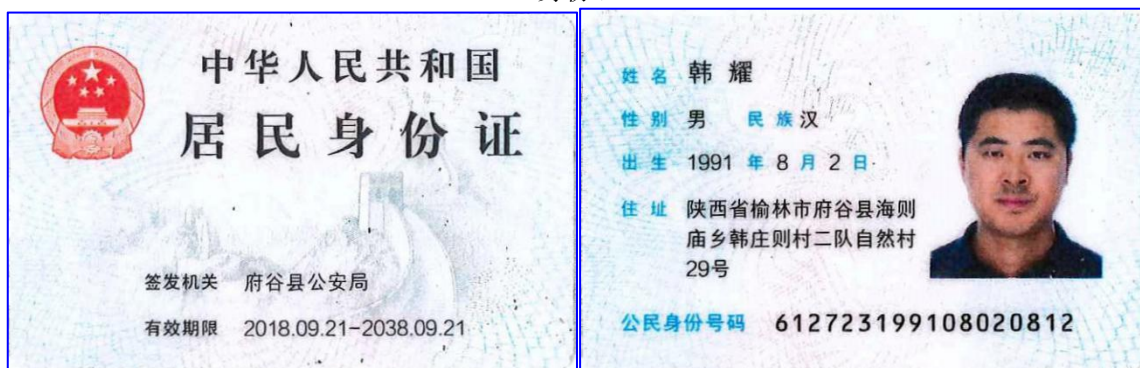 中华人民共和国
居民身份证
签发机关 府谷县公安局
有效期限 2018.09.21-2038.09.21
姓名 韩耀
性别 男 民族 汉
出生 1991 年 8 月 2 日
住址 陕西省榆林市府谷县海则
庙乡韩庄则村二队自然村
29号
公民身份号码 612723199108020812